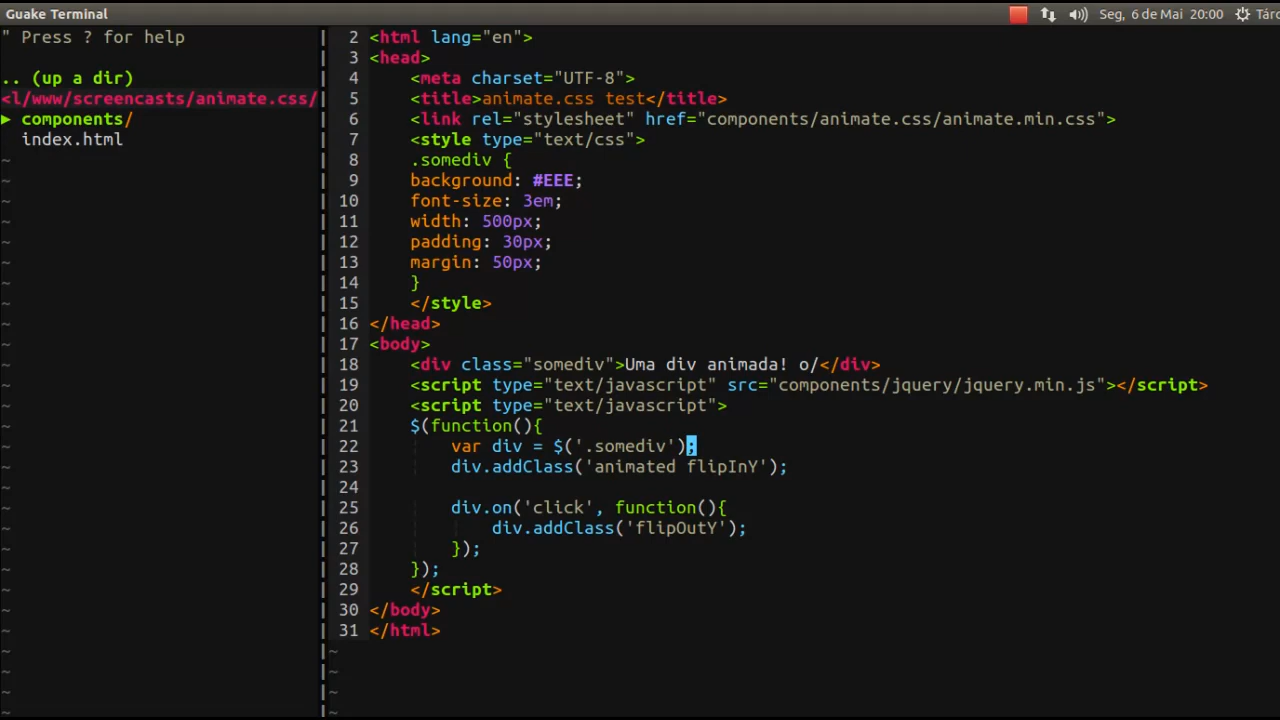 Guake Terminal
Seg, 6 de Mai 20:00
" Press ? for help
.. (up a dir)
<l/www/screencasts/animate.css/
▸ components/
index.html
2 <html lang="en">
3 <head>
4 <meta charset="UTF-8">
5 <title>animate.css test</title>
6 <link rel="stylesheet" href="components/animate.css/animate.min.css">
7 <style type="text/css">
8 .somediv {
9 background: #EEE;
10 font-size: 3em;
11 width: 500px;
12 padding: 30px;
13 margin: 50px;
14 }
15 </style>
16 </head>
17 <body>
18 <div class="somediv">Uma div animada! o/</div>
19 <script type="text/javascript" src="components/jquery/jquery.min.js"></script>
20 <script type="text/javascript">
21 $(function(){
22 var div = $('.somediv');
23 div.addClass('animated flipInY');
24
25 div.on('click', function(){
26 div.addClass('flipOutY');
27 });
28 });
29 </script>
30 </body>
31 </html>